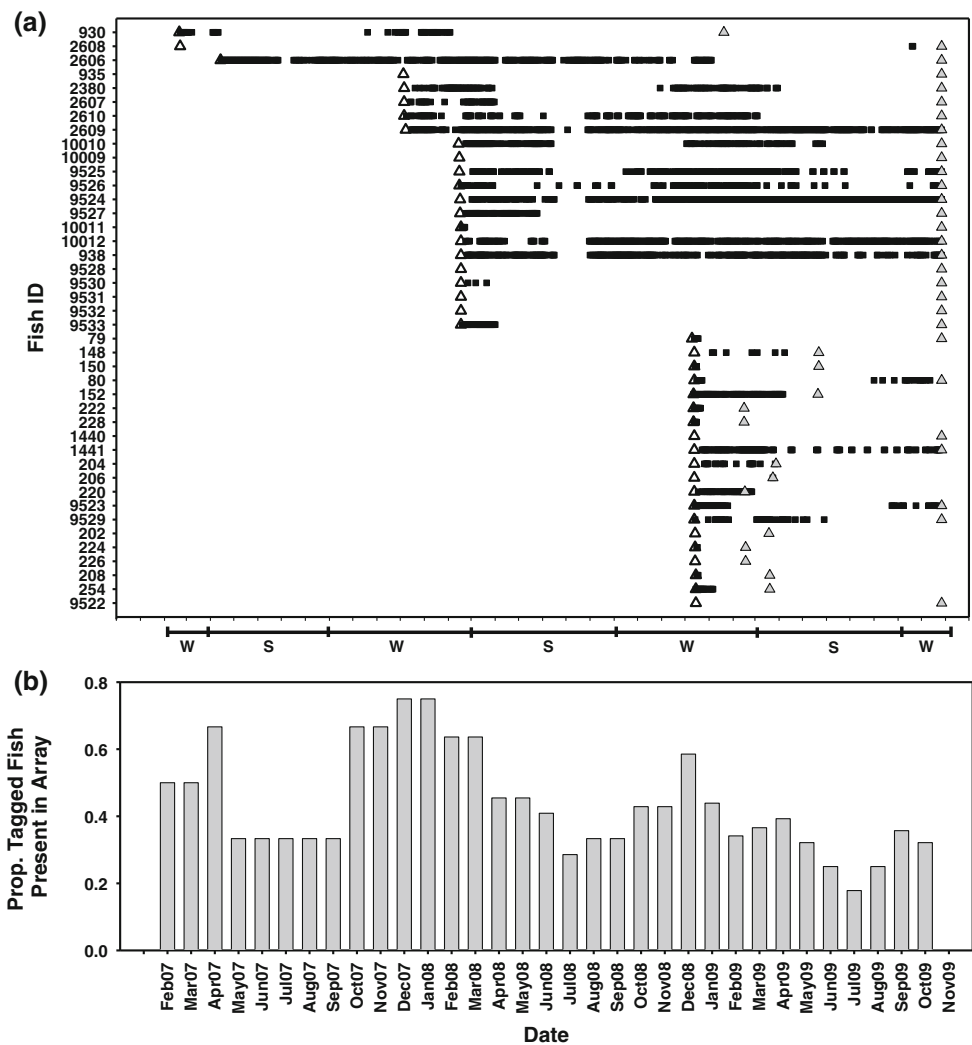 (a)
Fish ID
930
2608
2606
935
2380
2607
2610
2609
10010
10009
9525
9526
9524
9527
10011
10012
938
9528
9530
9531
9532
9533
79
148
150
80
152
222
228
1440
1441
204
206
220
9523
9529
202
224
226
208
254
9522
W S W S W S W
(b)
Prop. Tagged Fish
Present in Array
0.8
0.6
0.4
0.2
0.0
Feb07
Mar07
Apr07
May07
Jun07
Jul07
Aug07
Sep07
Oct07
Nov07
Dec07
Jan08
Feb08
Mar08
Apr08
May08
Jun08
Jul08
Aug08
Sep08
Oct08
Nov08
Dec08
Jan09
Feb09
Mar09
Apr09
May09
Jun09
Jul09
Aug09
Sep09
Oct09
Nov09
Date